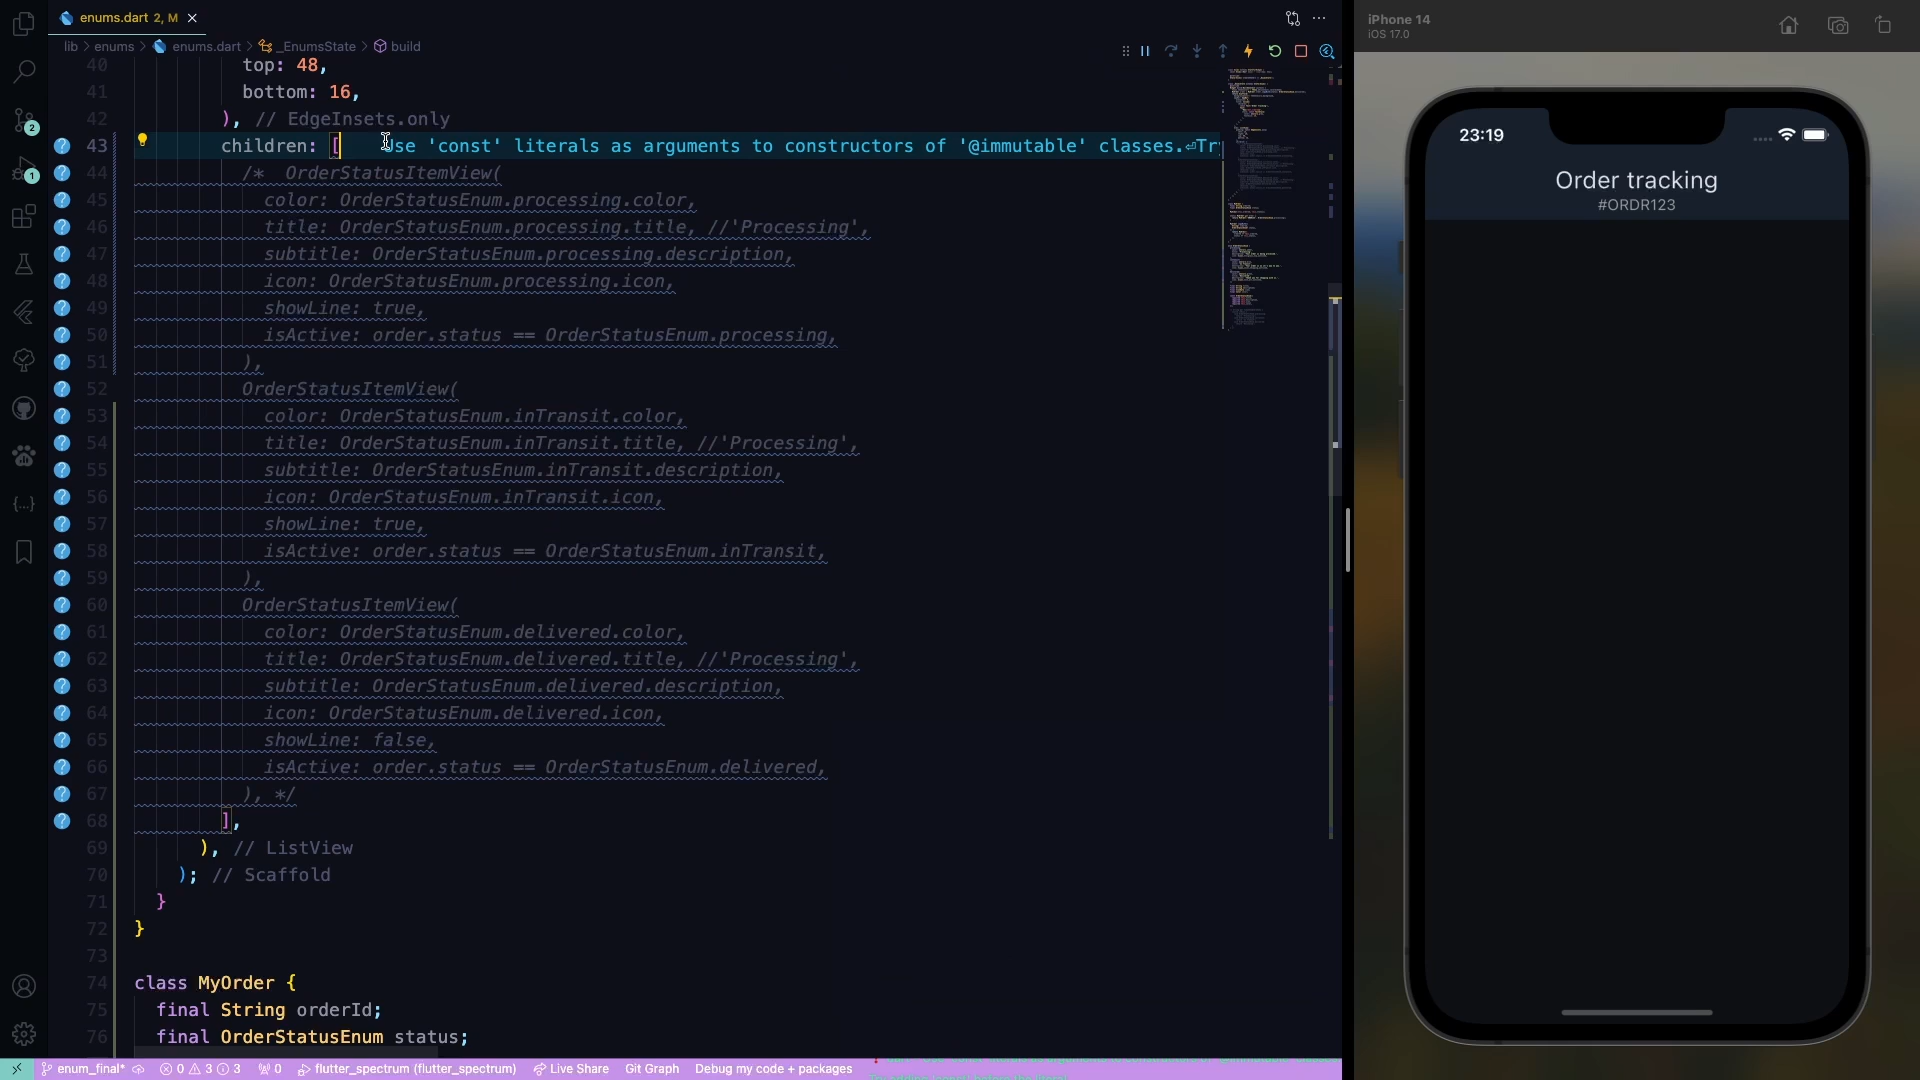 enums.dart 2, M
iPhone 14
iOS 17.0
lib > enums > enums.dart > _EnumsState > build
40 top: 48,
41 bottom: 16,
42 ), // EdgeInsets.only
43 children: [ Use 'const' literals as arguments to constructors of '@immutable' classes.⏎Tr
44 /* OrderStatusItemView(
45 color: OrderStatusEnum.processing.color,
46 title: OrderStatusEnum.processing.title, //'Processing',
47 subtitle: OrderStatusEnum.processing.description,
48 icon: OrderStatusEnum.processing.icon,
49 showLine: true,
50 isActive: order.status == OrderStatusEnum.processing,
51 ),
52 OrderStatusItemView(
53 color: OrderStatusEnum.inTransit.color,
54 title: OrderStatusEnum.inTransit.title, //'Processing',
55 subtitle: OrderStatusEnum.inTransit.description,
56 icon: OrderStatusEnum.inTransit.icon,
57 showLine: true,
58 isActive: order.status == OrderStatusEnum.inTransit,
59 ),
60 OrderStatusItemView(
61 color: OrderStatusEnum.delivered.color,
62 title: OrderStatusEnum.delivered.title, //'Processing',
63 subtitle: OrderStatusEnum.delivered.description,
64 icon: OrderStatusEnum.delivered.icon,
65 showLine: false,
66 isActive: order.status == OrderStatusEnum.delivered,
67 ), */
68 ],
69 ), // ListView
70 ); // Scaffold
71 }
72 }
73
74 class MyOrder {
75 final String orderId;
76 final OrderStatusEnum status;
2
1
23:19
Order tracking
#ORDR123
enum_final* 0 3 3 0 flutter_spectrum (flutter_spectrum) Live Share Git Graph Debug my code + packages